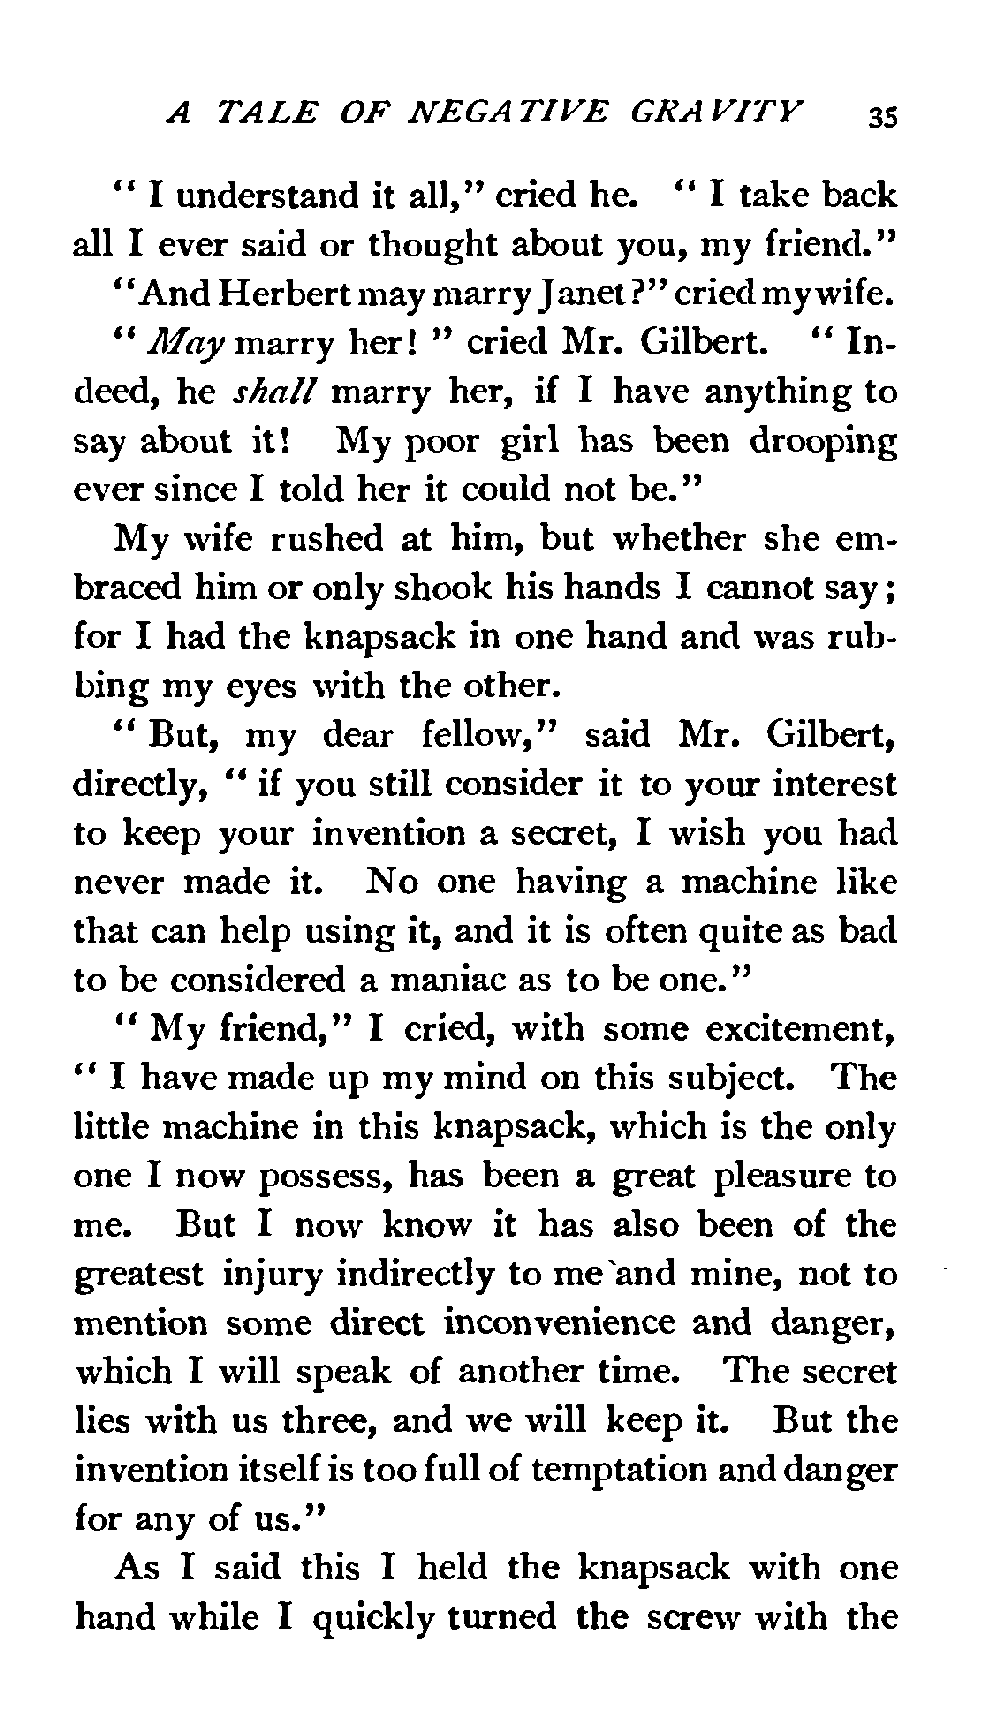 A TALE OF NEGATIVE GRAVITY 35
“ I understand it all,” cried he. “ I take back
all I ever said or thought about you, my friend.”
“And Herbert may marry Janet?” cried my wife.
“ May marry her! ” cried Mr. Gilbert. “ In-
deed, he shall marry her, if I have anything to
say about it! My poor girl has been drooping
ever since I told her it could not be.”
My wife rushed at him, but whether she em-
braced him or only shook his hands I cannot say;
for I had the knapsack in one hand and was rub-
bing my eyes with the other.
“ But, my dear fellow,” said Mr. Gilbert,
directly, “ if you still consider it to your interest
to keep your invention a secret, I wish you had
never made it. No one having a machine like
that can help using it, and it is often quite as bad
to be considered a maniac as to be one.”
“ My friend,” I cried, with some excitement,
“ I have made up my mind on this subject. The
little machine in this knapsack, which is the only
one I now possess, has been a great pleasure to
me. But I now know it has also been of the
greatest injury indirectly to me and mine, not to
mention some direct inconvenience and danger,
which I will speak of another time. The secret
lies with us three, and we will keep it. But the
invention itself is too full of temptation and danger
for any of us.”
As I said this I held the knapsack with one
hand while I quickly turned the screw with the